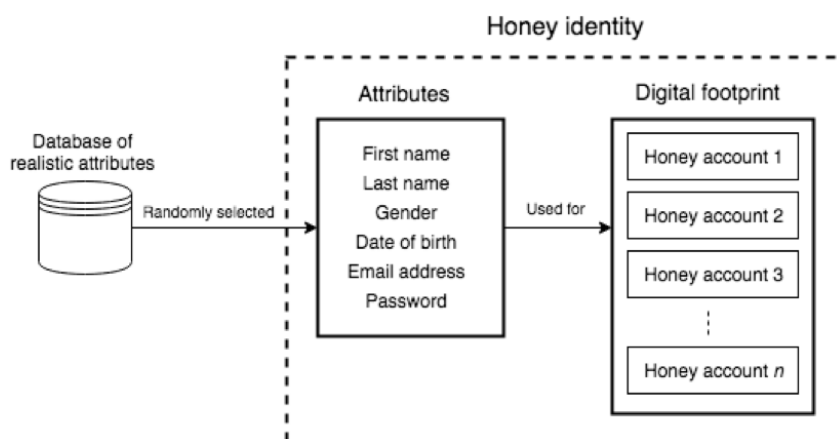 Honey identity
Database of
realistic attributes
Randomly selected
Attributes
First name
Last name
Gender
Date of birth
Email address
Password
Used for
Digital footprint
Honey account 1
Honey account 2
Honey account 3
Honey account n